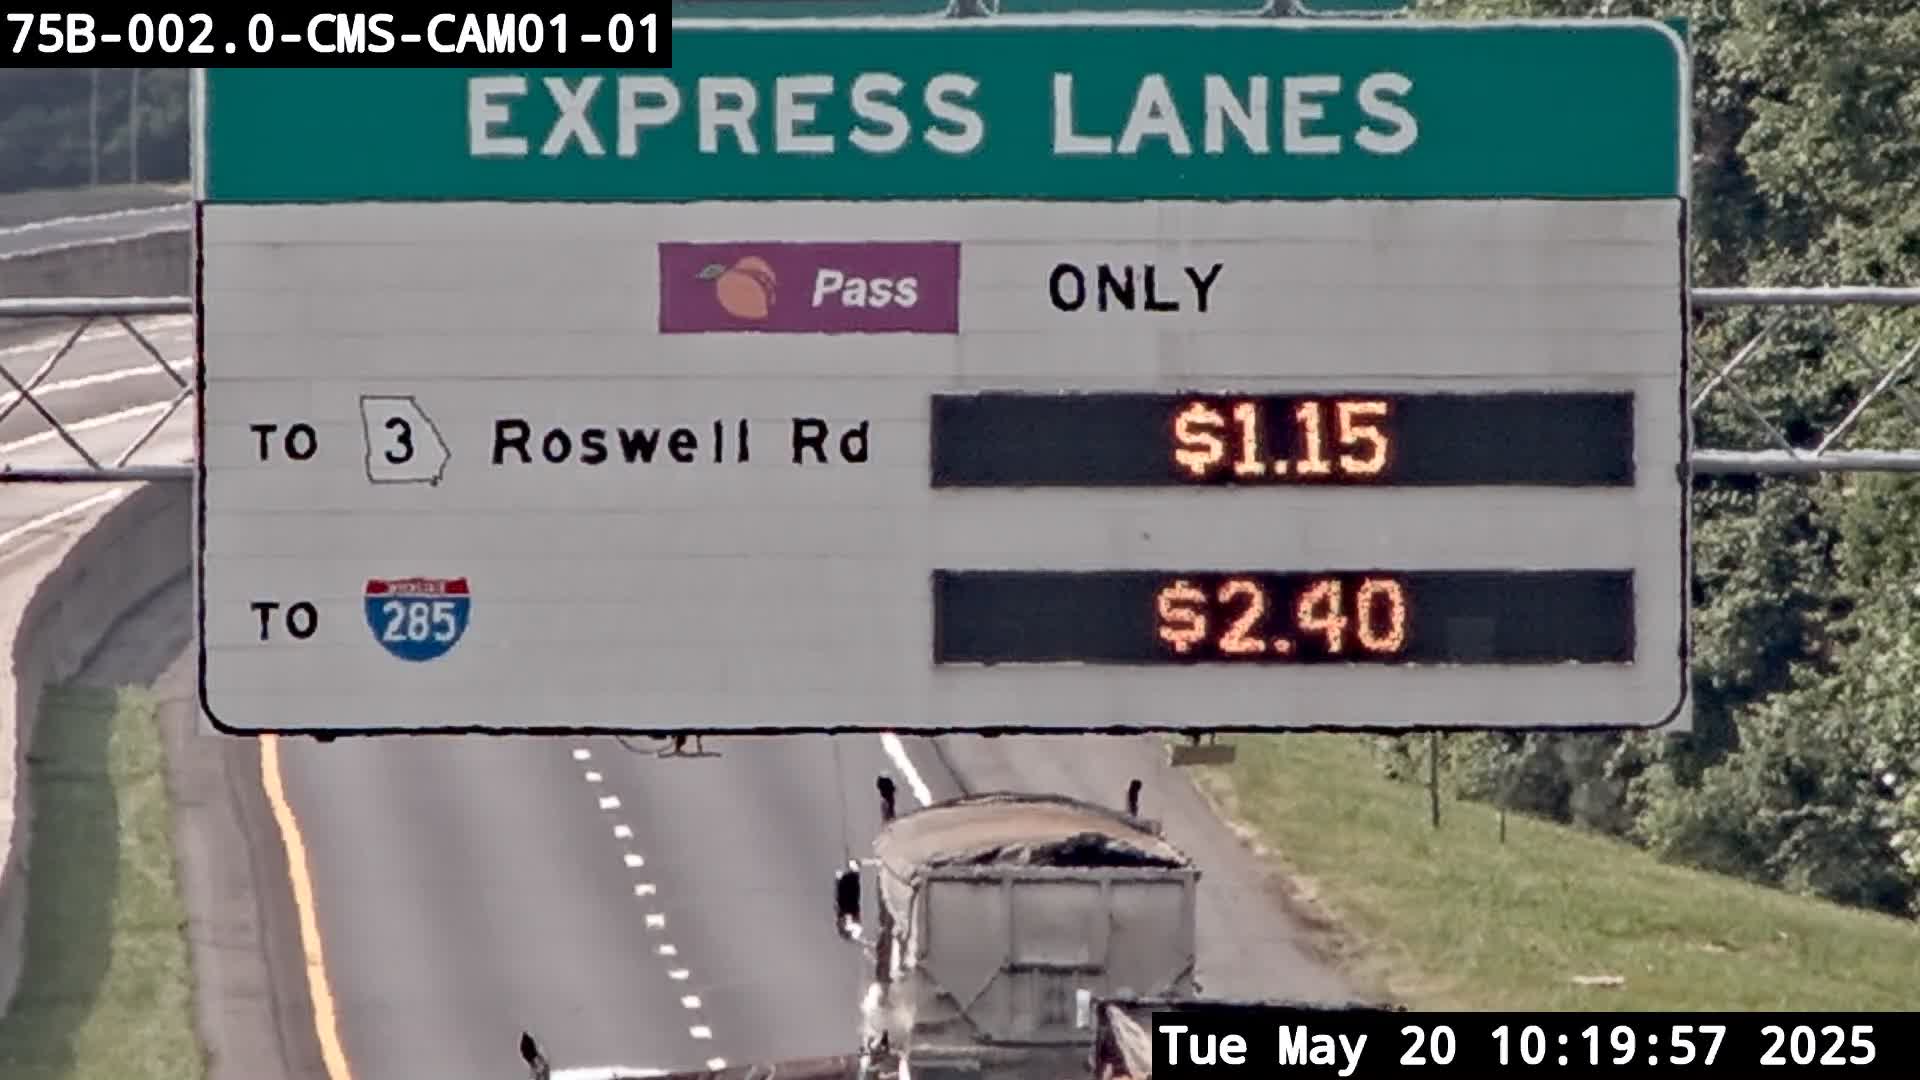 75B-002.0-CMS-CAM01-01
EXPRESS LANES
Pass ONLY
TO 3 Roswell Rd $1.15
TO 285 $2.40
Tue May 20 10:19:57 2025